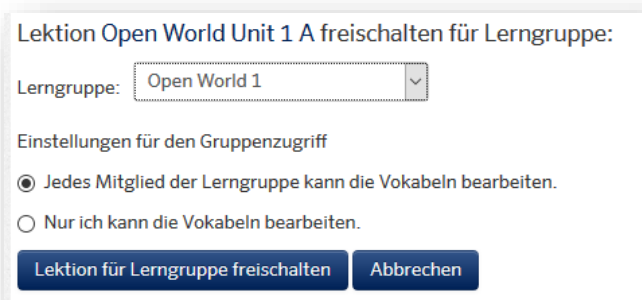 Lektion Open World Unit 1 A freischalten für Lerngruppe:
Lerngruppe: Open World 1
Einstellungen für den Gruppenzugriff
Jedes Mitglied der Lerngruppe kann die Vokabeln bearbeiten.
Nur ich kann die Vokabeln bearbeiten.
Lektion für Lerngruppe freischalten Abbrechen